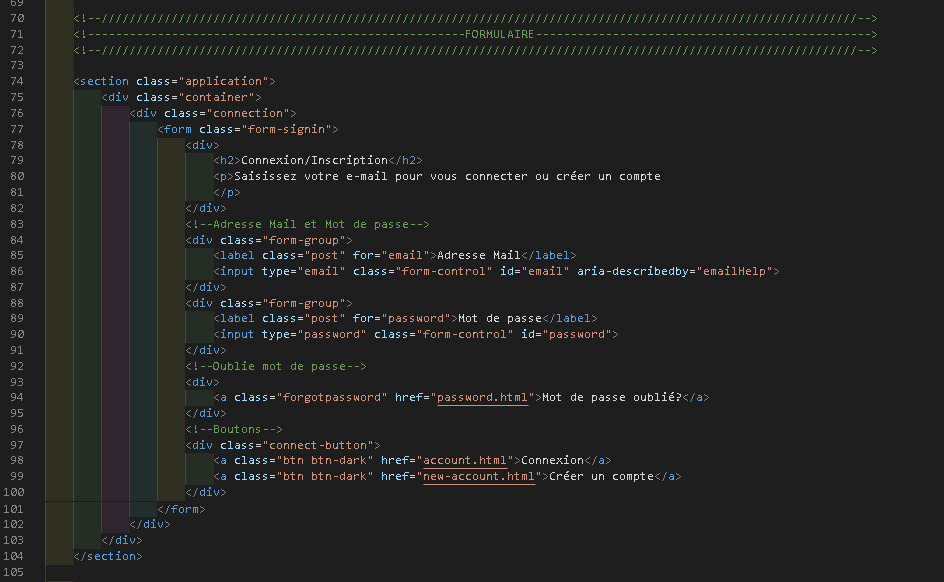 69
70 <!--////////////////////////////////////////////////////////////////////////////////////////////////////////////-->
71 <!------------------------------------------------------FORMULAIRE------------------------------------------------>
72 <!--////////////////////////////////////////////////////////////////////////////////////////////////////////////-->
73
74 <section class="application">
75 <div class="container">
76 <div class="connection">
77 <form class="form-signin">
78 <div>
79 <h2>Connexion/Inscription</h2>
80 <p>Saisissez votre e-mail pour vous connecter ou créer un compte
81 </p>
82 </div>
83 <!--Adresse Mail et Mot de passe-->
84 <div class="form-group">
85 <label class="post" for="email">Adresse Mail</label>
86 <input type="email" class="form-control" id="email" aria-describedby="emailHelp">
87 </div>
88 <div class="form-group">
89 <label class="post" for="password">Mot de passe</label>
90 <input type="password" class="form-control" id="password">
91 </div>
92 <!--Oublie mot de passe-->
93 <div>
94 <a class="forgotpassword" href="password.html">Mot de passe oublié?</a>
95 </div>
96 <!--Boutons-->
97 <div class="connect-button">
98 <a class="btn btn-dark" href="account.html">Connexion</a>
99 <a class="btn btn-dark" href="new-account.html">Créer un compte</a>
100 </div>
101 </form>
102 </div>
103 </div>
104 </section>
105